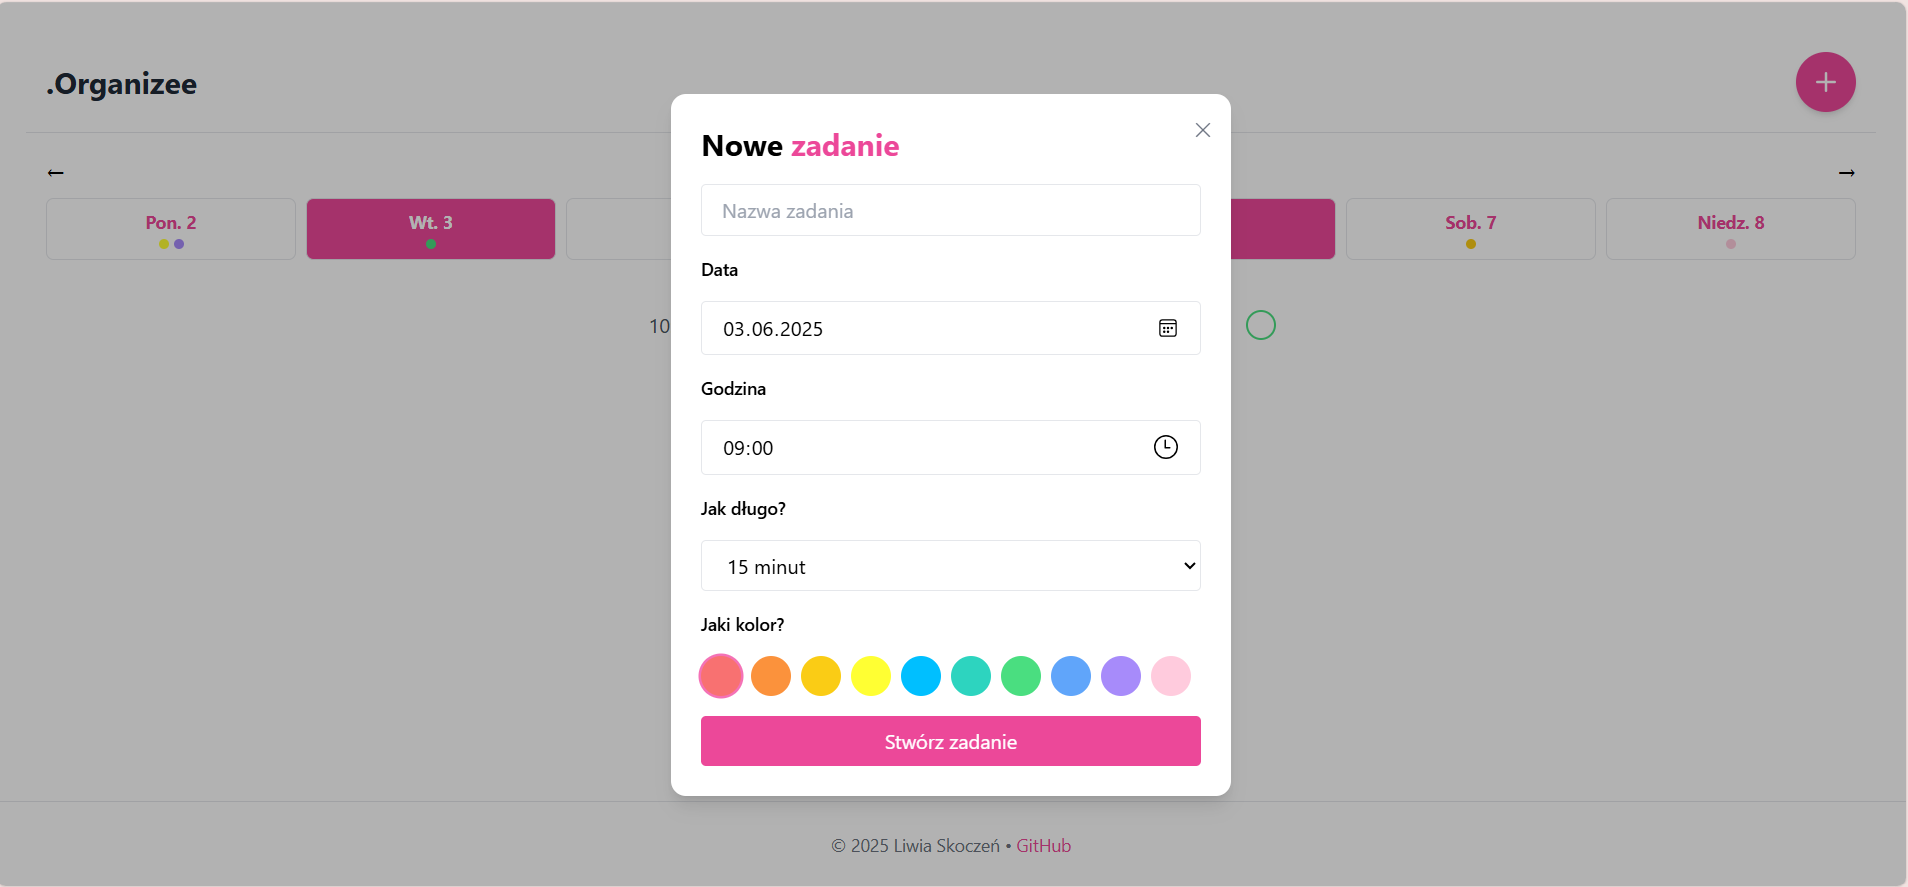 .Organizee
+
← →
Pon. 2
Wt. 3
Sob. 7
Niedz. 8
10
Nowe zadanie
Nazwa zadania
Data
03.06.2025
Godzina
09:00
Jak długo?
15 minut
Jaki kolor?
Stwórz zadanie
© 2025 Liwia Skoczeń • GitHub